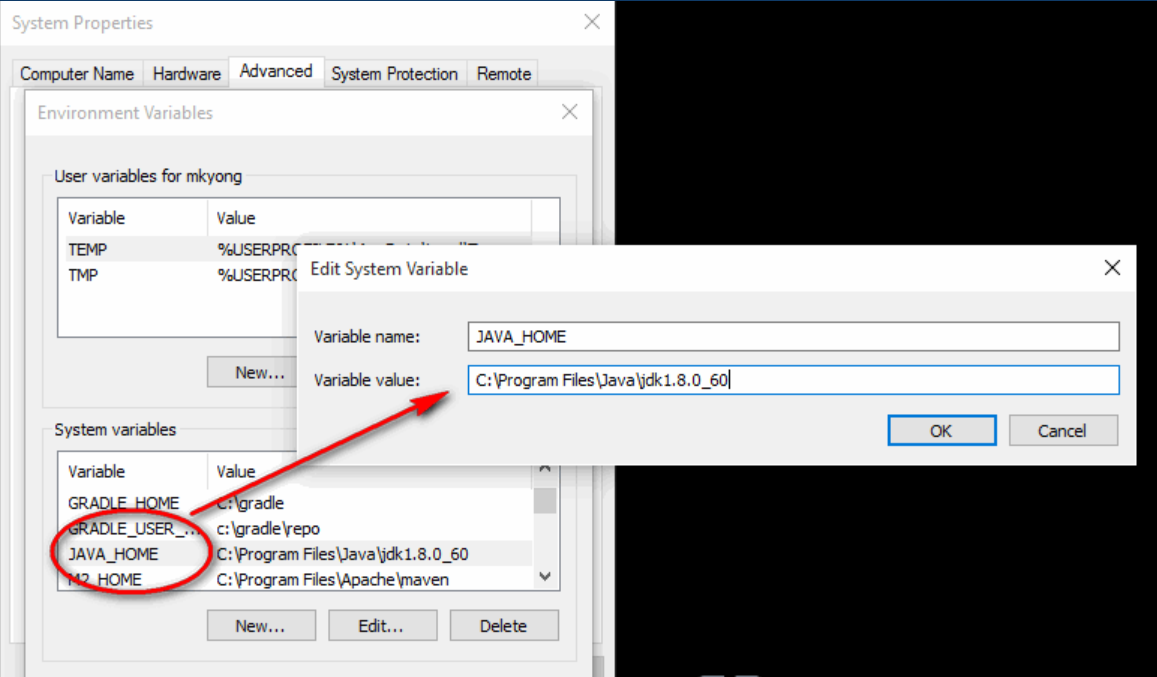 System Properties
Computer Name Hardware Advanced System Protection Remote
Environment Variables
User variables for mkyong
Variable Value
TEMP
TMP
New...
Edit System Variable
Variable name: JAVA_HOME
Variable value: C:\Program Files\Java\jdk1.8.0_60
OK Cancel
System variables
Variable Value
GRADLE_HOME C:\gradle
GRADLE_USER_... c:\gradle\repo
JAVA_HOME C:\Program Files\Java\jdk1.8.0_60
M2_HOME C:\Program Files\Apache\maven
New... Edit... Delete